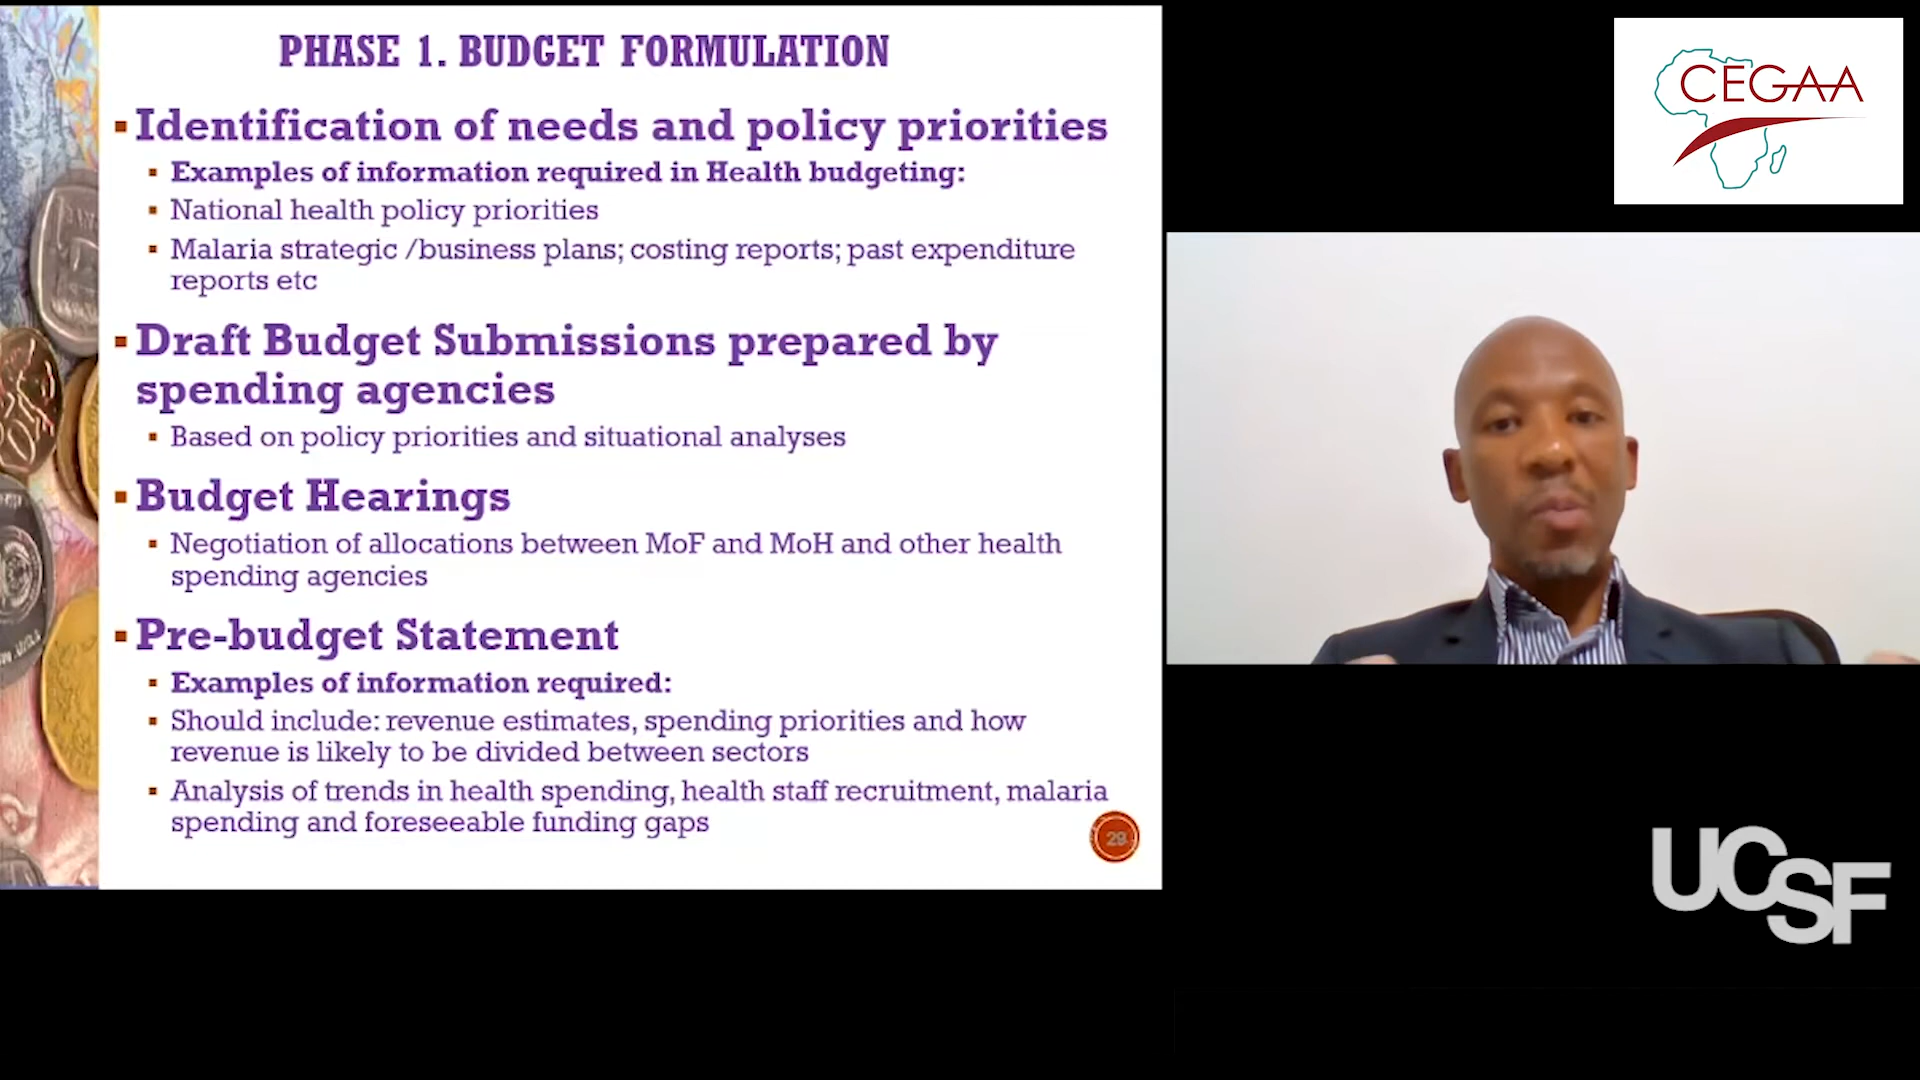 PHASE 1. BUDGET FORMULATION
Identification of needs and policy priorities
Examples of information required in Health budgeting:
National health policy priorities
Malaria strategic /business plans; costing reports; past expenditure
reports etc
Draft Budget Submissions prepared by
spending agencies
Based on policy priorities and situational analyses
Budget Hearings
Negotiation of allocations between MoF and MoH and other health
spending agencies
Pre-budget Statement
Examples of information required:
Should include: revenue estimates, spending priorities and how
revenue is likely to be divided between sectors
Analysis of trends in health spending, health staff recruitment, malaria
spending and foreseeable funding gaps
CEGAA
UCSF